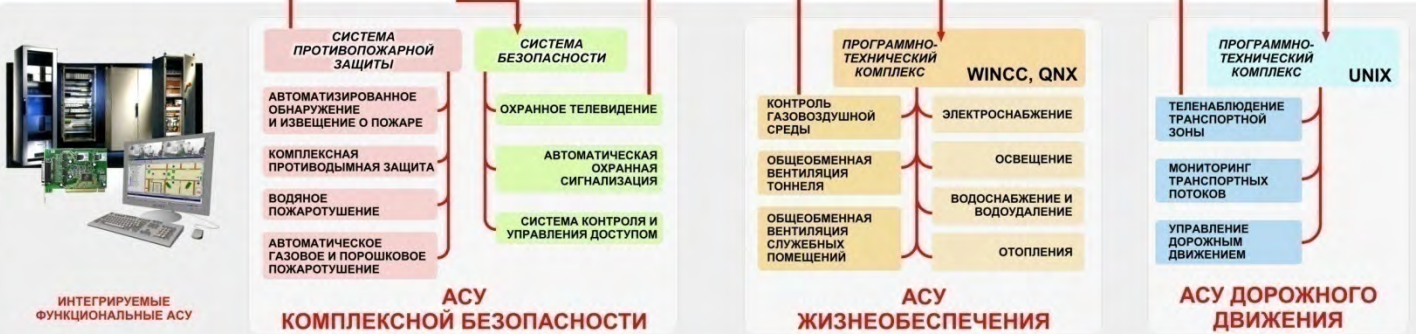 ИНТЕГРИРУЕМЫЕ
ФУНКЦИОНАЛЬНЫЕ АСУ
СИСТЕМА
ПРОТИВОПОЖАРНОЙ
ЗАЩИТЫ
АВТОМАТИЗИРОВАННОЕ
ОБНАРУЖЕНИЕ
И ИЗВЕЩЕНИЕ О ПОЖАРЕ
КОМПЛЕКСНАЯ
ПРОТИВОДЫМНАЯ ЗАЩИТА
ВОДЯНОЕ
ПОЖАРОТУШЕНИЕ
АВТОМАТИЧЕСКОЕ
ГАЗОВОЕ И ПОРОШКОВОЕ
ПОЖАРОТУШЕНИЕ
СИСТЕМА
БЕЗОПАСНОСТИ
ОХРАННОЕ ТЕЛЕВИДЕНИЕ
АВТОМАТИЧЕСКАЯ
ОХРАННАЯ
СИГНАЛИЗАЦИЯ
СИСТЕМА КОНТРОЛЯ И
УПРАВЛЕНИЯ ДОСТУПОМ
АСУ
КОМПЛЕКСНОЙ БЕЗОПАСНОСТИ
ПРОГРАММНО-
ТЕХНИЧЕСКИЙ
КОМПЛЕКС
WINCC, QNX
КОНТРОЛЬ
ГАЗОВОЗДУШНОЙ
СРЕДЫ
ОБЩЕОБМЕННАЯ
ВЕНТИЛЯЦИЯ
ТОННЕЛЯ
ОБЩЕОБМЕННАЯ
ВЕНТИЛЯЦИЯ
СЛУЖЕБНЫХ
ПОМЕЩЕНИЙ
ЭЛЕКТРОСНАБЖЕНИЕ
ОСВЕЩЕНИЕ
ВОДОСНАБЖЕНИЕ И
ВОДОУДАЛЕНИЕ
ОТОПЛЕНИЯ
АСУ
ЖИЗНЕОБЕСПЕЧЕНИЯ
ПРОГРАММНО-
ТЕХНИЧЕСКИЙ
КОМПЛЕКС
UNIX
ТЕЛЕНАБЛЮДЕНИЕ
ТРАНСПОРТНОЙ
ЗОНЫ
МОНИТОРИНГ
ТРАНСПОРТНЫХ
ПОТОКОВ
УПРАВЛЕНИЕ
ДОРОЖНЫМ
ДВИЖЕНИЕМ
АСУ ДОРОЖНОГО
ДВИЖЕНИЯ